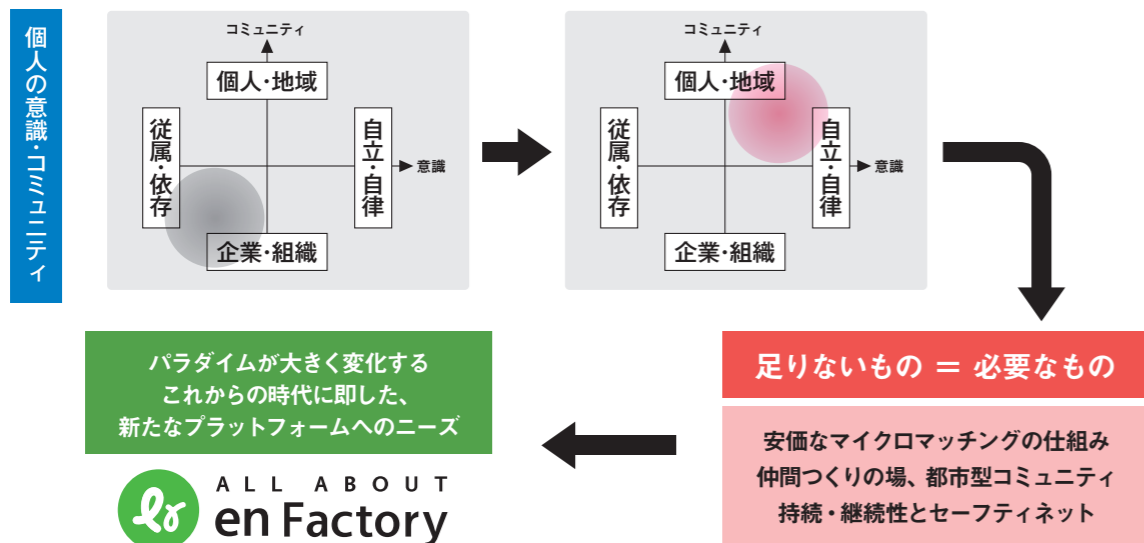 個人の意識・コミュニティ
コミュニティ
個人・地域
従属・依存
自立・自律
意識
企業・組織
コミュニティ
個人・地域
従属・依存
自立・自律
意識
企業・組織
足りないもの ＝ 必要なもの
安価なマイクロマッチングの仕組み
仲間つくりの場、都市型コミュニティ
持続・継続性とセーフティネット
パラダイムが大きく変化する
これからの時代に即した、
新たなプラットフォームへのニーズ
ALL ABOUT
en Factory